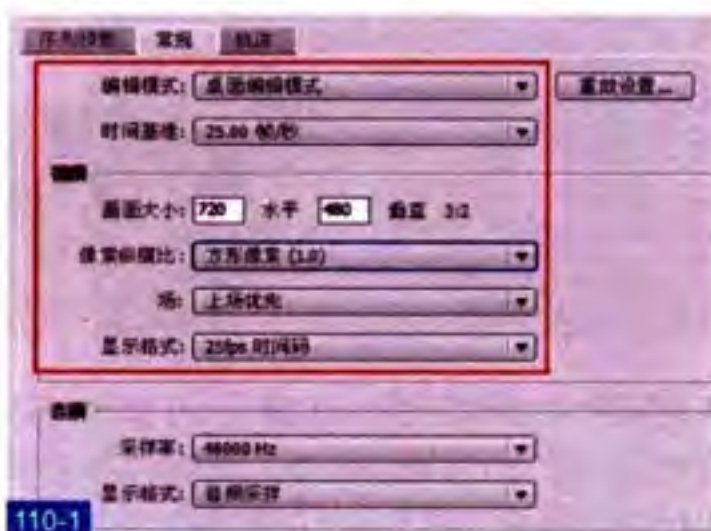 序列预置 常规 轨道
编辑模式: 桌面编辑模式 重放设置...
时间基准: 25.00 帧/秒
视频
画面大小: 720 水平 480 垂直 3:2
像素纵横比: 方形像素 (1.0)
场: 上场优先
显示格式: 25fps 时间码
音频
采样率: 48000 Hz
显示格式: 音频采样
110-1